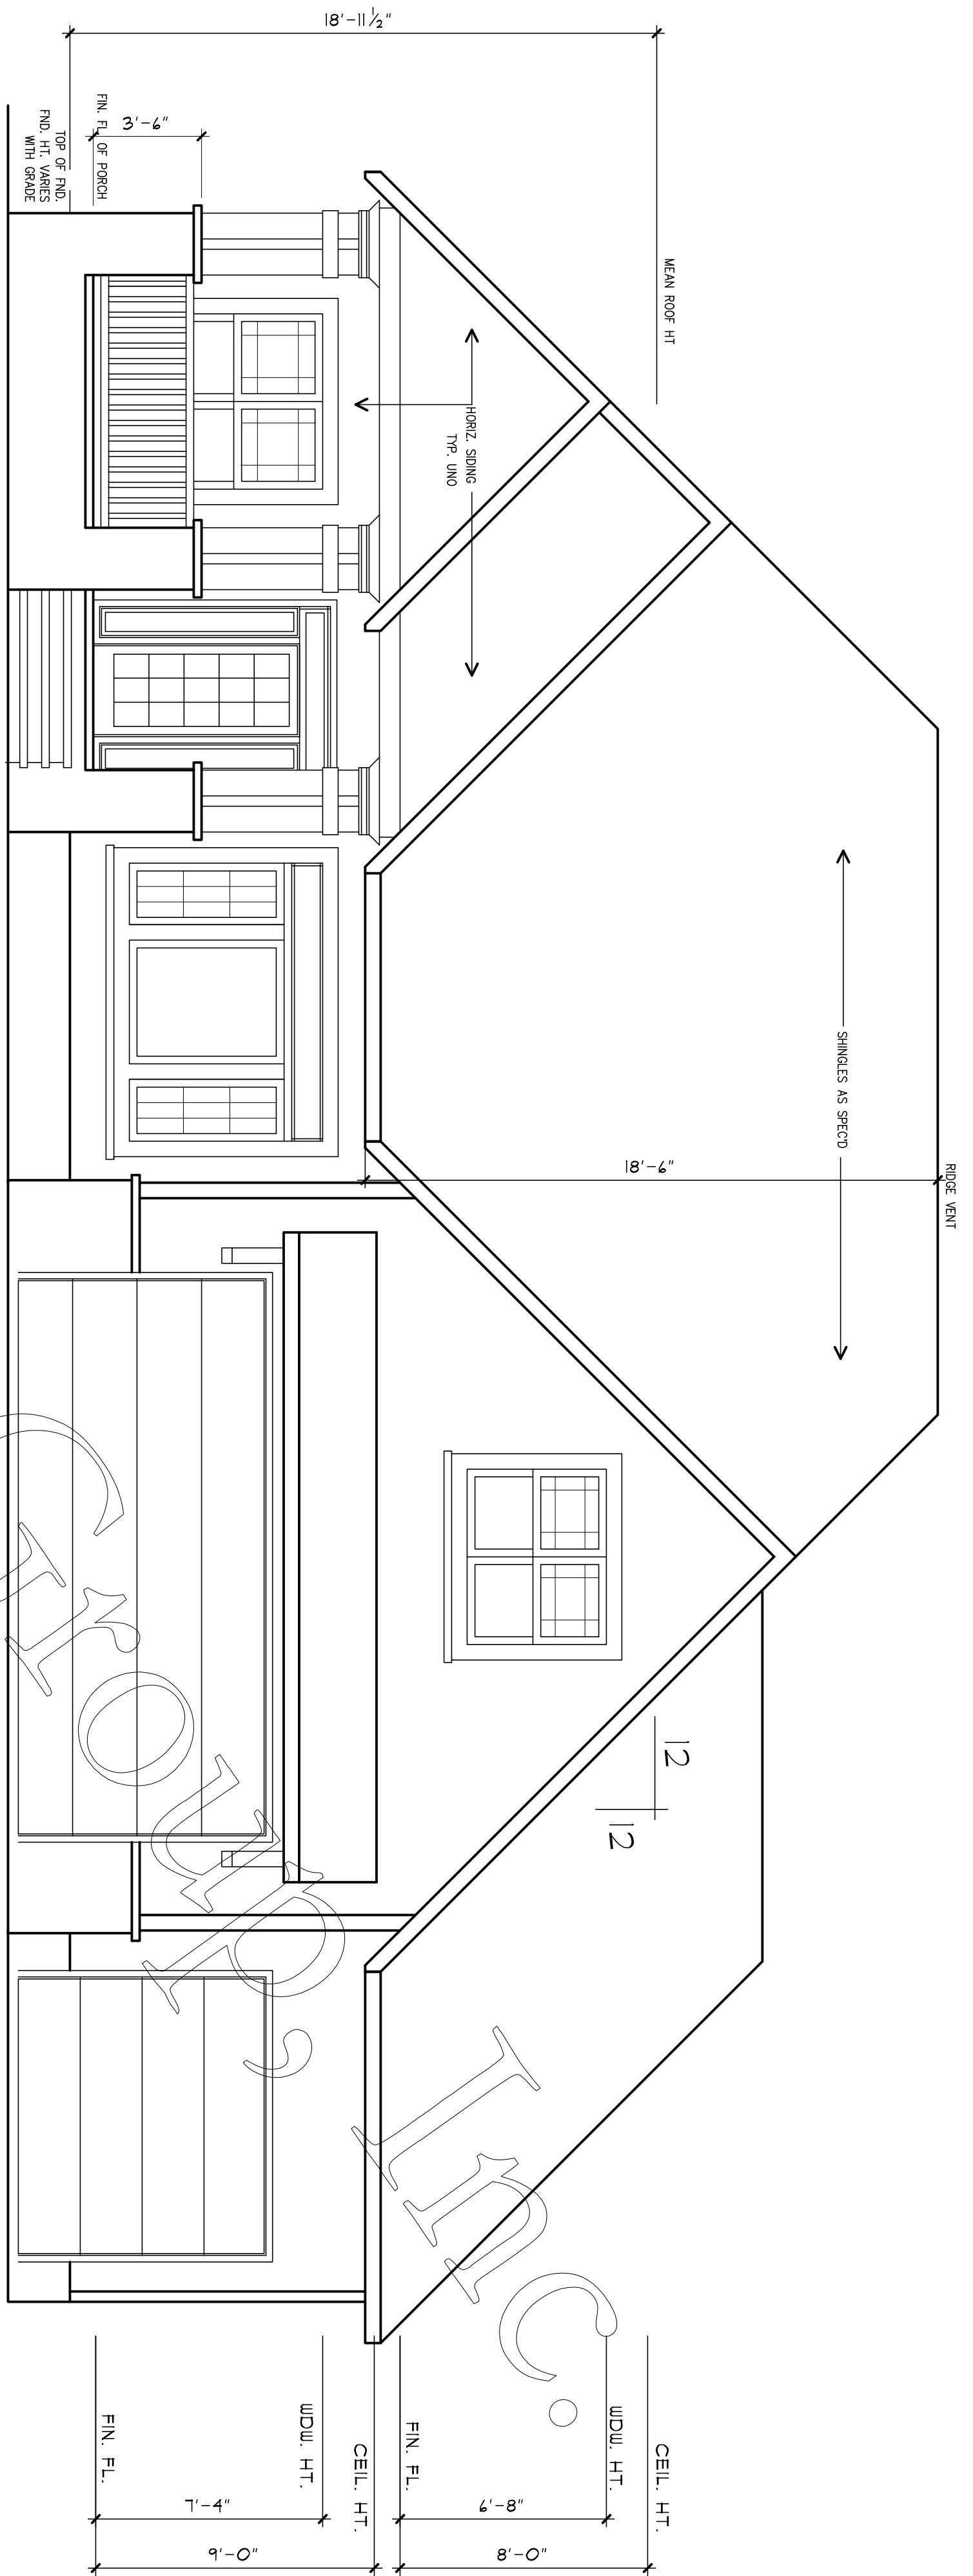 18'-11 1/2"
MEAN ROOF HT
3'-6"
FIN. FL. OF PORCH
TOP OF FND.
FND. HT. VARIES
WITH GRADE
HORIZ. SIDING
TYP. UNO
SHINGLES AS SPEC'D
RIDGE VENT
18'-6"
12
12
CEIL. HT.
WDW. HT.
6'-8"
8'-0"
FIN. FL.
CEIL. HT.
WDW. HT.
7'-4"
9'-0"
FIN. FL.
Group, Inc.